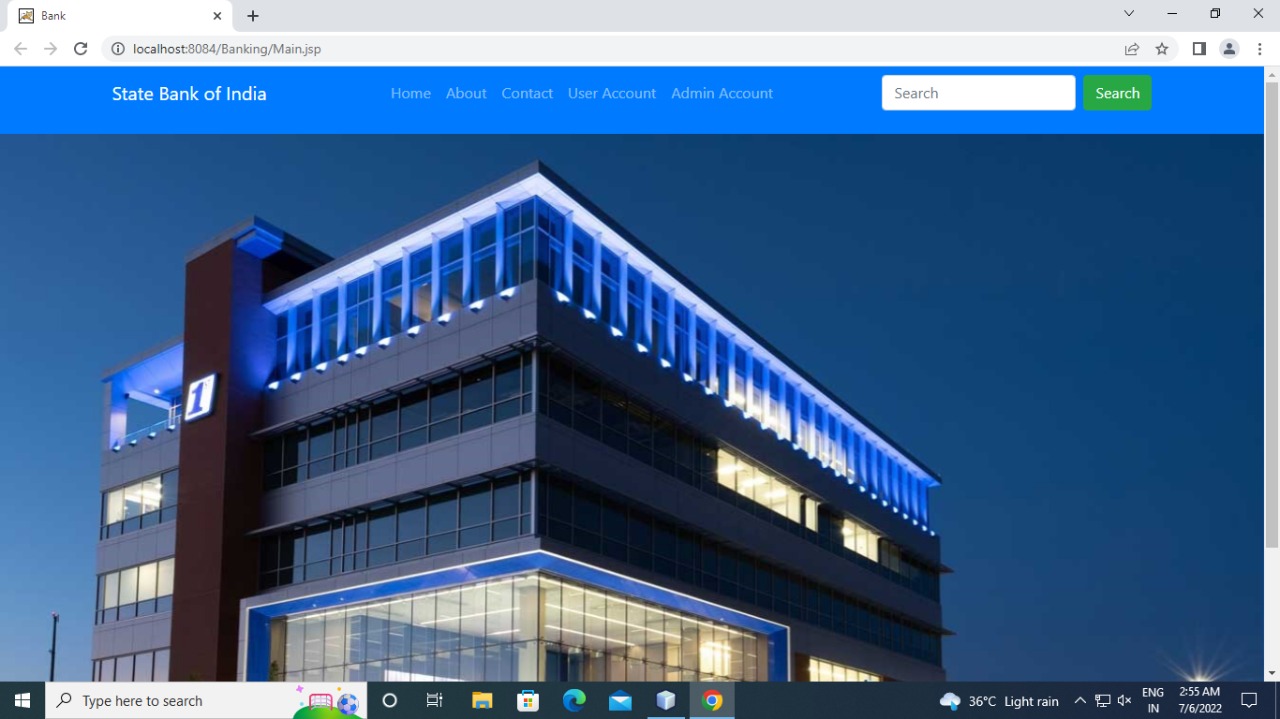 Bank
localhost:8084/Banking/Main.jsp
State Bank of India Home About Contact User Account Admin Account Search Search
1
Type here to search 36°C Light rain ENG 2:55 AM
IN 7/6/2022